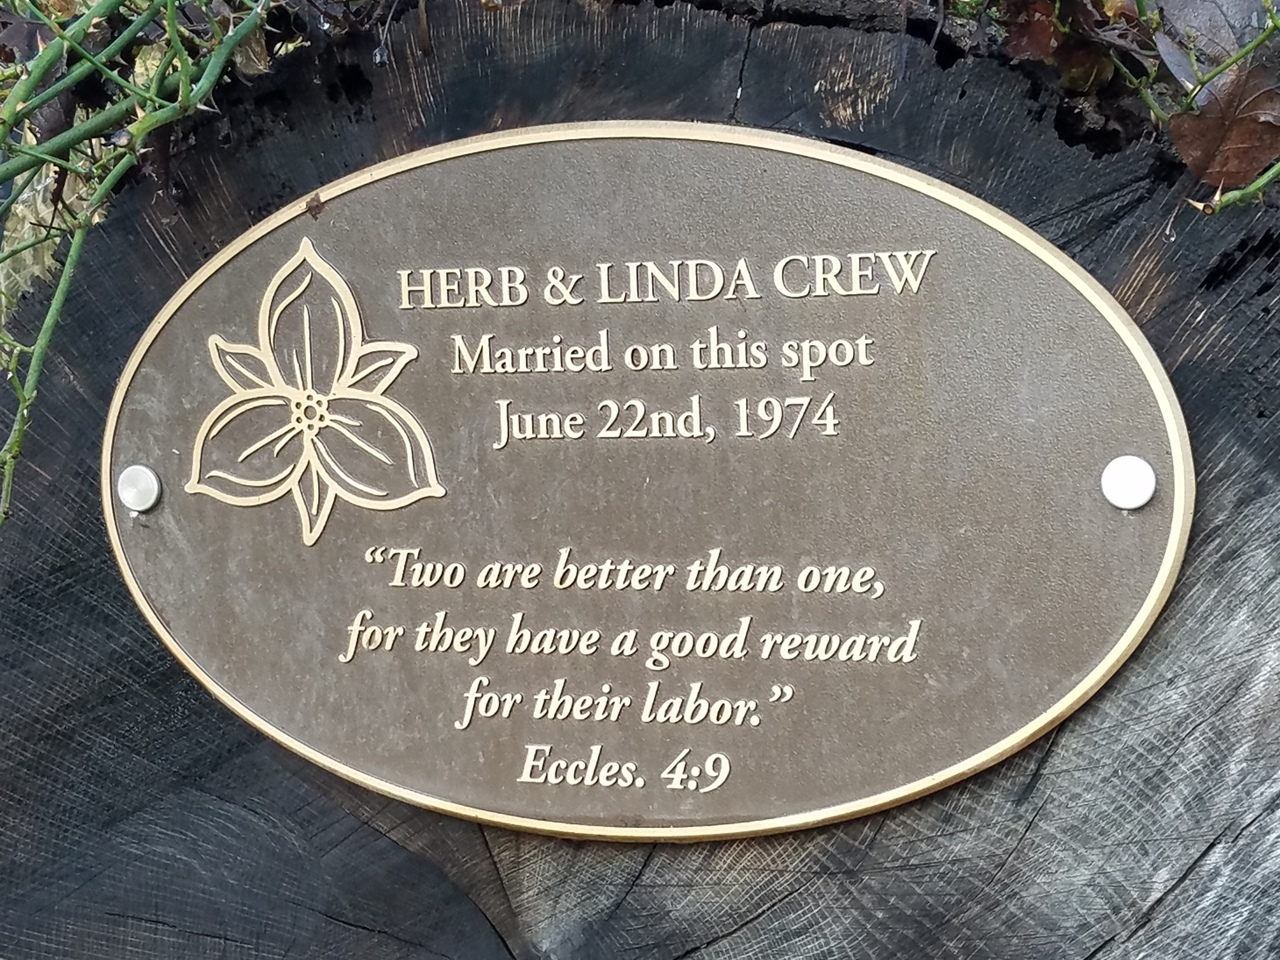 HERB & LINDA CREW
Married on this spot
June 22nd, 1974
“Two are better than one,
for they have a good reward
for their labor.”
Eccles. 4:9